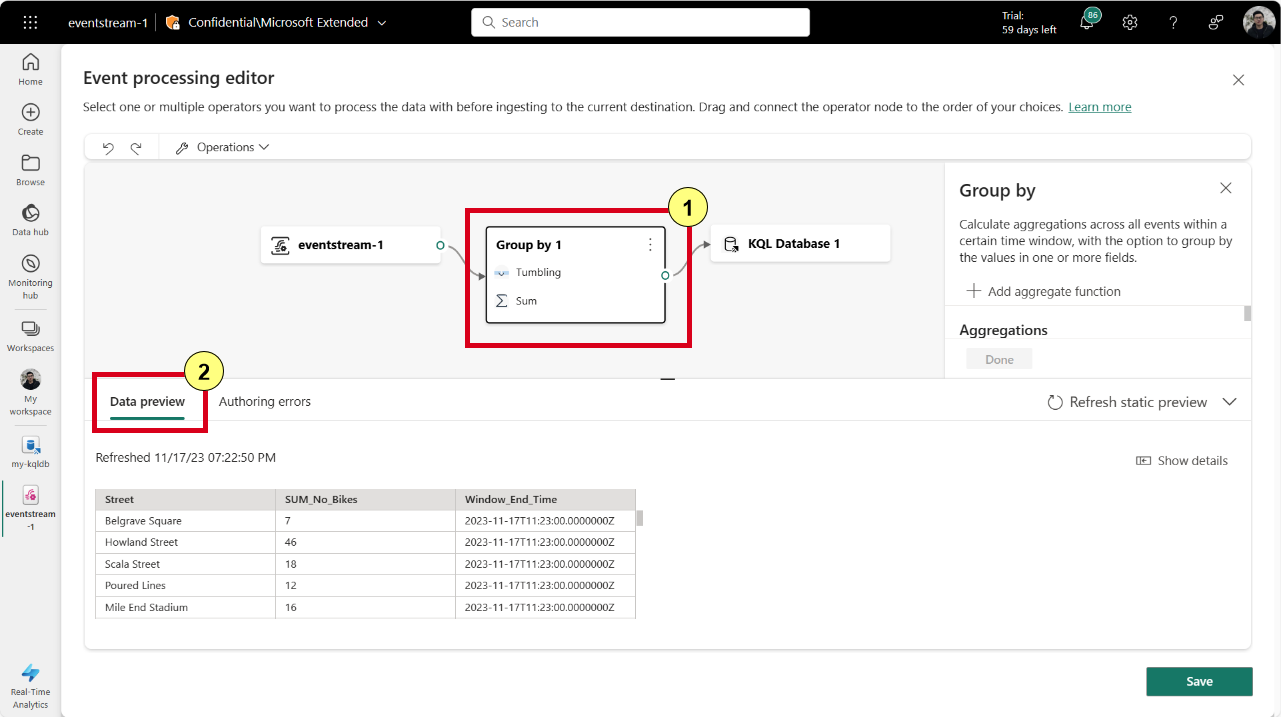 eventstream-1
Confidential\Microsoft Extended
Search
Trial:
59 days left
86
?
Home
Create
Browse
Data hub
Monitoring
hub
Workspaces
My
workspace
my-kqldb
eventstream
-1
Real-Time
Analytics
Event processing editor
Select one or multiple operators you want to process the data with before ingesting to the current destination. Drag and connect the operator node to the order of your choices. Learn more
Operations
eventstream-1
Group by 1
Tumbling
Sum
1
KQL Database 1
Group by
Calculate aggregations across all events within a
certain time window, with the option to group by
the values in one or more fields.
Add aggregate function
Aggregations
Done
2
Data preview
Authoring errors
Refresh static preview
Refreshed 11/17/23 07:22:50 PM
Show details
Street SUM_No_Bikes Window_End_Time
Belgrave Square 7 2023-11-17T11:23:00.0000000Z
Howland Street 46 2023-11-17T11:23:00.0000000Z
Scala Street 18 2023-11-17T11:23:00.0000000Z
Poured Lines 12 2023-11-17T11:23:00.0000000Z
Mile End Stadium 16 2023-11-17T11:23:00.0000000Z
Save